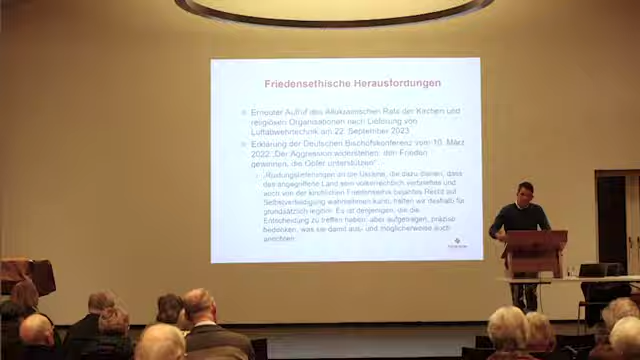 Friedensethische Herausfordungen
Erneuter Aufruf des Allukrainischen Rats der Kirchen und
religiösen Organisationen nach Lieferung von
Luftabwehrtechnik am 22. September 2023
Erklärung der Deutschen Bischofskonferenz vom 10. März
2022 „Der Aggression widerstehen, den Frieden
gewinnen, die Opfer unterstützen“
„Rüstungslieferungen an die Ukraine, die dazu dienen, dass
das angegriffene Land sein völkerrechtlich verbrieftes und
auch von der kirchlichen Friedensethik bejahtes Recht auf
Selbstverteidigung wahrnehmen kann, halten wir deshalb für
grundsätzlich legitim. Es ist denjenigen, die die
Entscheidung zu treffen haben, aber aufgetragen, präzise
bedenken, was sie damit aus- und möglicherweise auch
anrichten